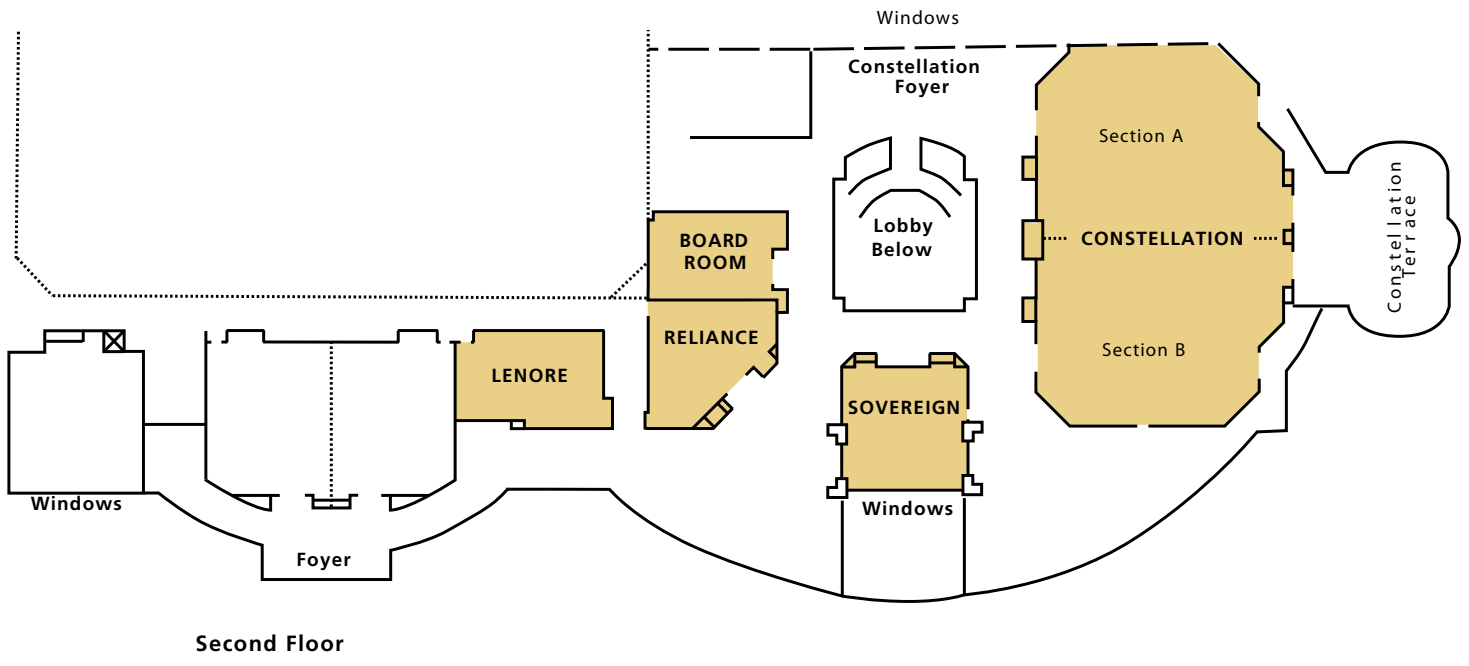 Windows
Constellation
Foyer
Section A
Constellation
Terrace
BOARD
ROOM
Lobby
Below
CONSTELLATION
RELIANCE
Section B
LENORE
SOVEREIGN
Windows
Windows
Foyer
Second Floor